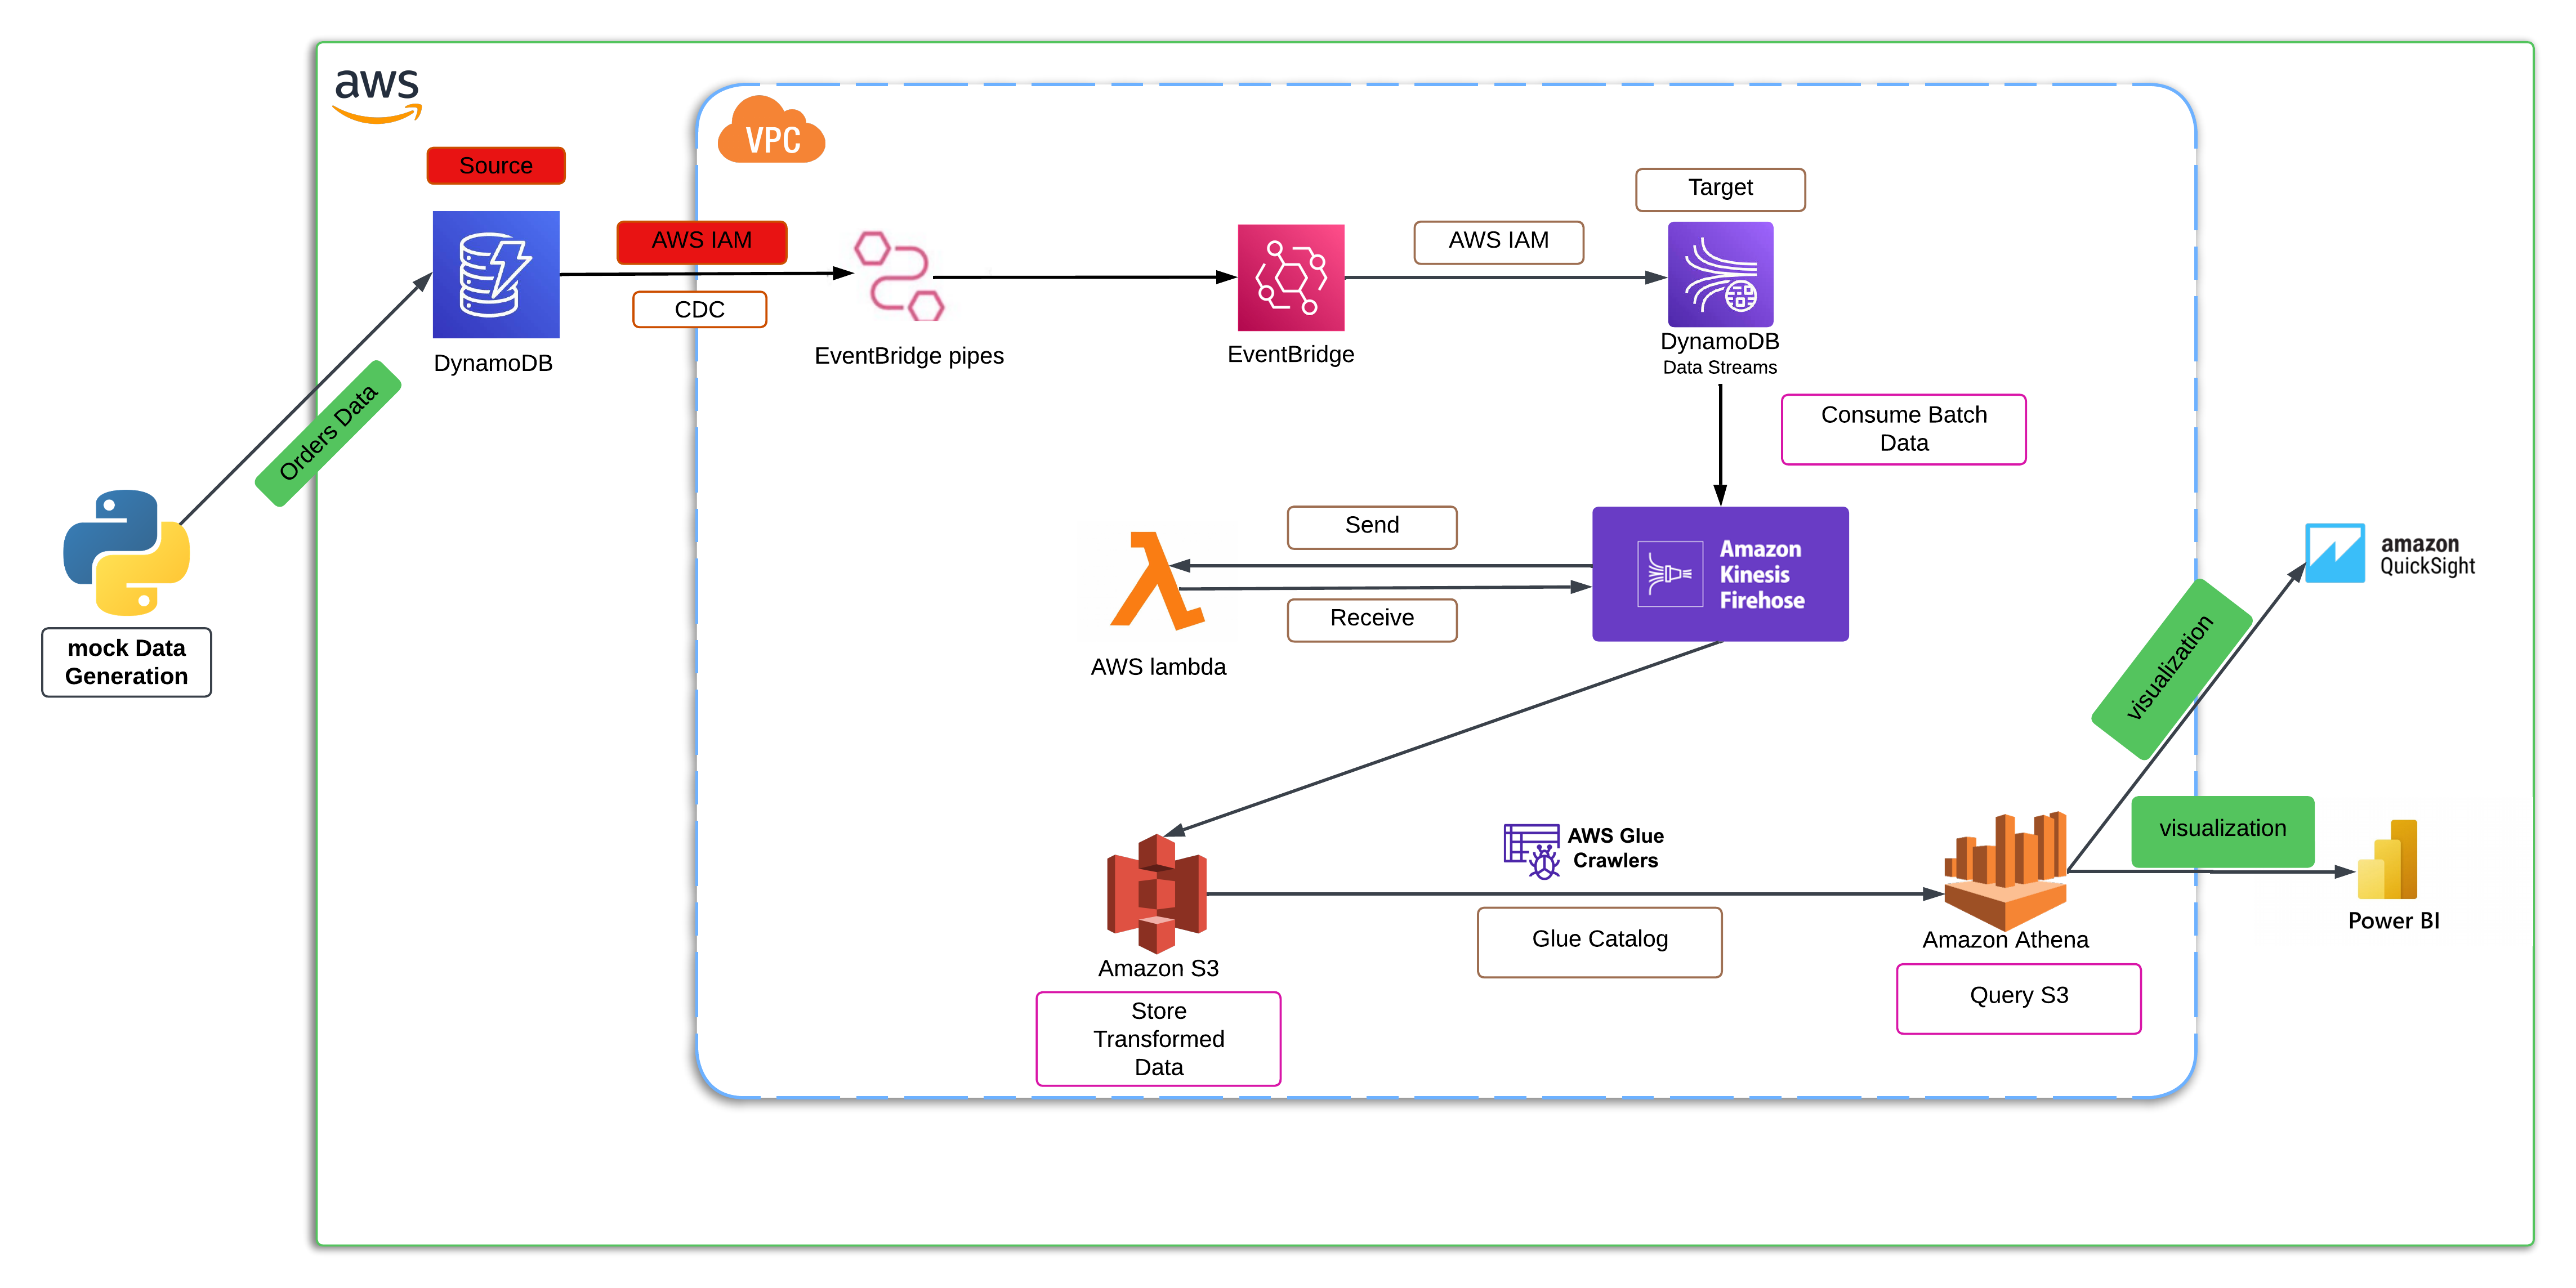 aws
VPC
Source
Target
AWS IAM
AWS IAM
CDC
DynamoDB
EventBridge pipes
EventBridge
DynamoDB
Data Streams
Orders Data
Consume Batch
Data
mock Data
Generation
Send
Receive
AWS lambda
Amazon
Kinesis
Firehose
amazon
QuickSight
visualization
visualization
Power BI
AWS Glue
Crawlers
Glue Catalog
Amazon Athena
Query S3
Amazon S3
Store
Transformed
Data